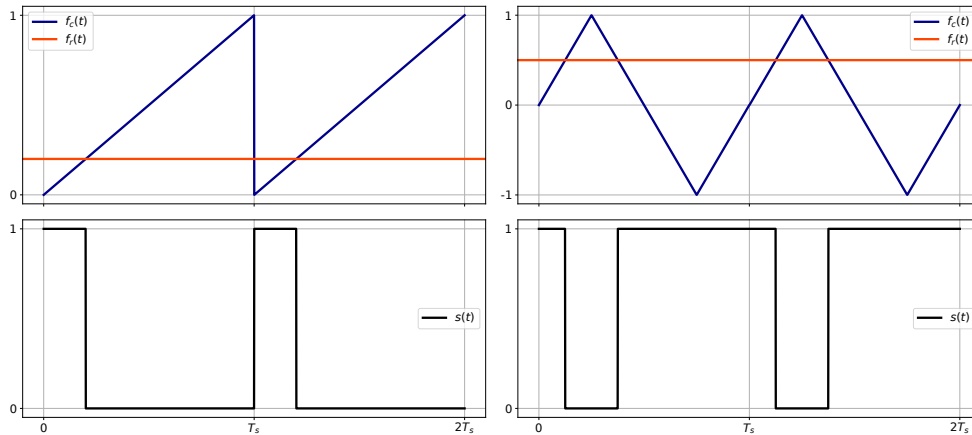 1
0
f_c(t)
f_r(t)
1
0
-1
f_c(t)
f_r(t)
1
0
s(t)
0
T_s
2T_s
1
0
s(t)
0
T_s
2T_s